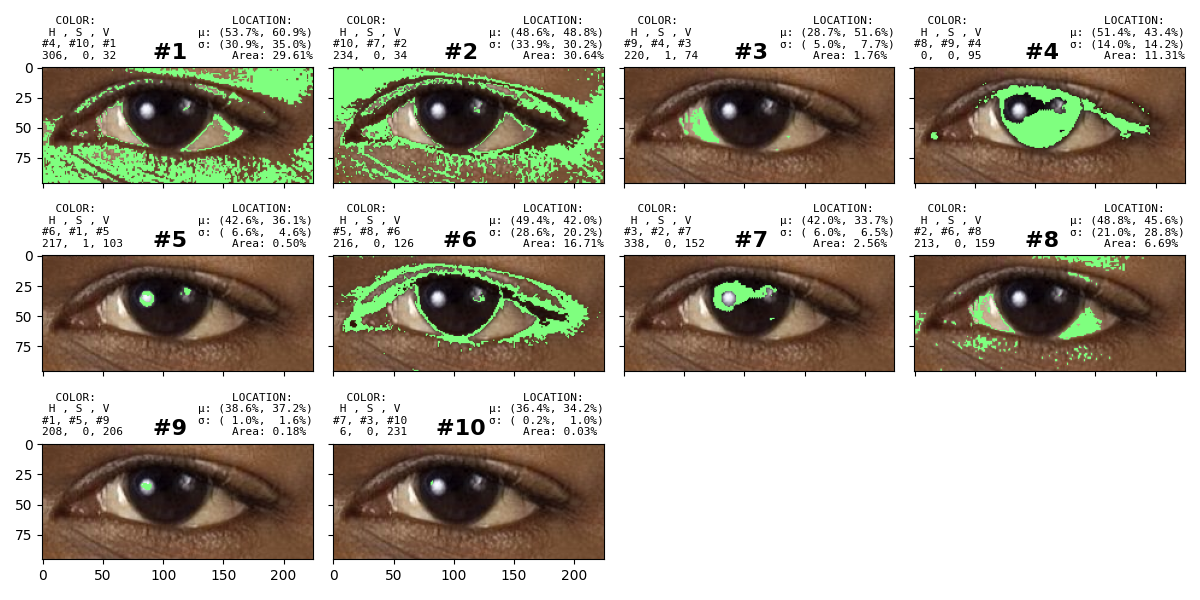 COLOR: LOCATION:
H , S , V μ: (53.7%, 60.9%)
#4, #10, #1 #1 σ: (30.9%, 35.0%)
306, 0, 32 Area: 29.61%
COLOR: LOCATION:
H , S , V μ: (48.6%, 48.8%)
#10, #7, #2 #2 σ: (33.9%, 30.2%)
234, 0, 34 Area: 30.64%
COLOR: LOCATION:
H , S , V μ: (28.7%, 51.6%)
#9, #4, #3 #3 σ: ( 5.0%, 7.7%)
220, 1, 74 Area: 1.76%
COLOR: LOCATION:
H , S , V μ: (51.4%, 43.4%)
#8, #9, #4 #4 σ: (14.0%, 14.2%)
0, 0, 95 Area: 11.31%
0
25
50
75
COLOR: LOCATION:
H , S , V μ: (42.6%, 36.1%)
#6, #1, #5 #5 σ: ( 6.6%, 4.6%)
217, 1, 103 Area: 0.50%
COLOR: LOCATION:
H , S , V μ: (49.4%, 42.0%)
#5, #8, #6 #6 σ: (28.6%, 20.2%)
216, 0, 126 Area: 16.71%
COLOR: LOCATION:
H , S , V μ: (42.0%, 33.7%)
#3, #2, #7 #7 σ: ( 6.0%, 6.5%)
338, 0, 152 Area: 2.56%
COLOR: LOCATION:
H , S , V μ: (48.8%, 45.6%)
#2, #6, #8 #8 σ: (21.0%, 28.8%)
213, 0, 159 Area: 6.69%
0
25
50
75
COLOR: LOCATION:
H , S , V μ: (38.6%, 37.2%)
#1, #5, #9 #9 σ: ( 1.0%, 1.6%)
208, 0, 206 Area: 0.18%
COLOR: LOCATION:
H , S , V μ: (36.4%, 34.2%)
#7, #3, #10 #10 σ: ( 0.2%, 1.0%)
6, 0, 231 Area: 0.03%
0
25
50
75
0 50 100 150 200
0 50 100 150 200